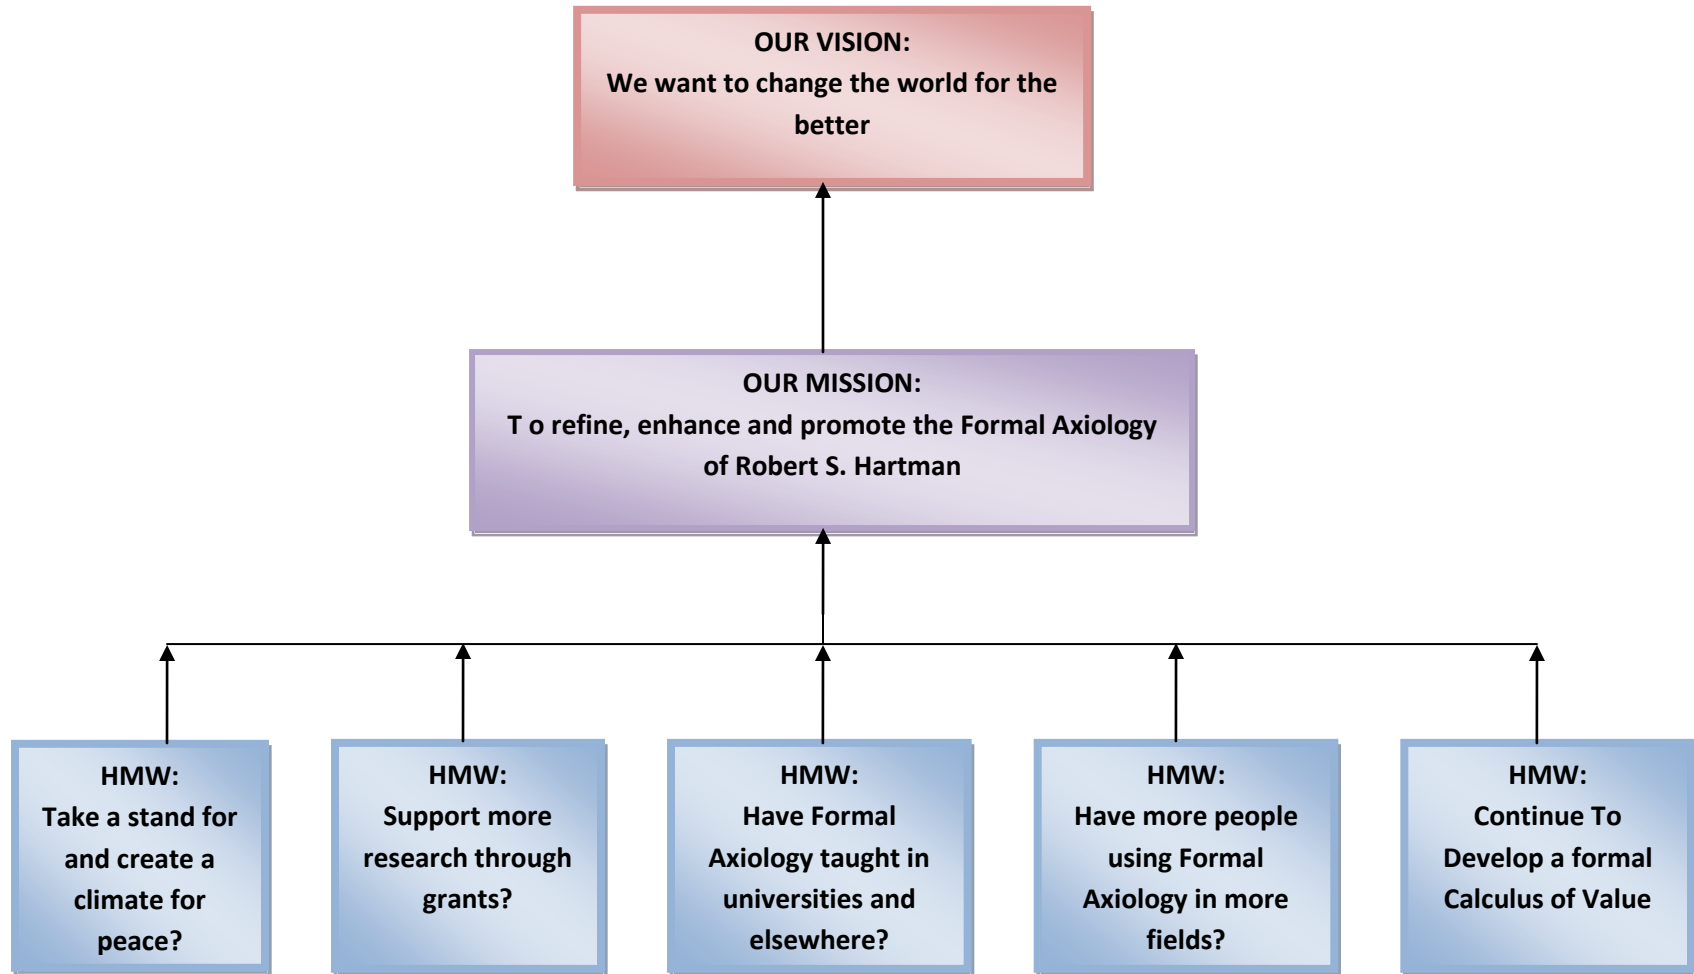 OUR VISION:
We want to change the world for the
better
OUR MISSION:
T o refine, enhance and promote the Formal Axiology
of Robert S. Hartman
HMW:
Take a stand for
and create a
climate for
peace?
HMW:
Support more
research through
grants?
HMW:
Have Formal
Axiology taught in
universities and
elsewhere?
HMW:
Have more people
using Formal
Axiology in more
fields?
HMW:
Continue To
Develop a formal
Calculus of Value